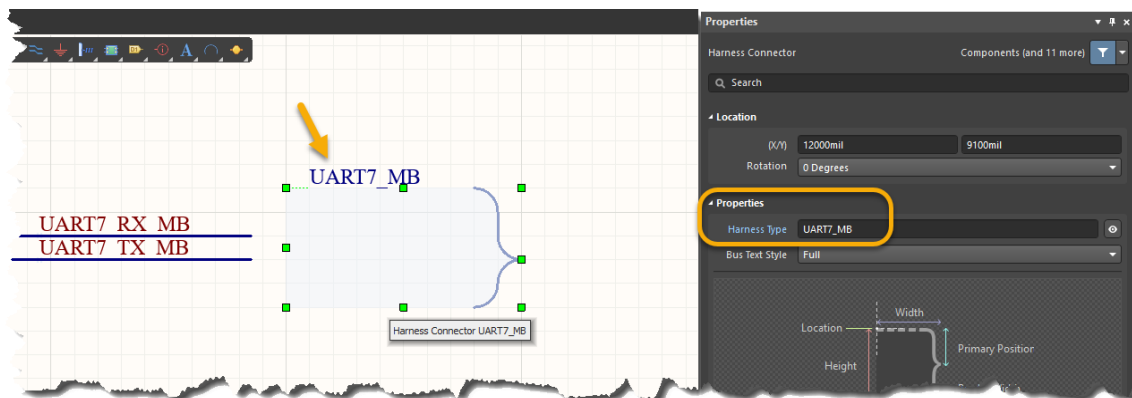 Properties
Harness Connector
Components (and 11 more)
Search
Location
(X/Y) 12000mil 9100mil
Rotation 0 Degrees
Properties
Harness Type UART7_MB
Bus Text Style Full
Width
Location
Primary Position
Height
A
UART7_MB
UART7_RX_MB
UART7_TX_MB
Harness Connector UART7_MB